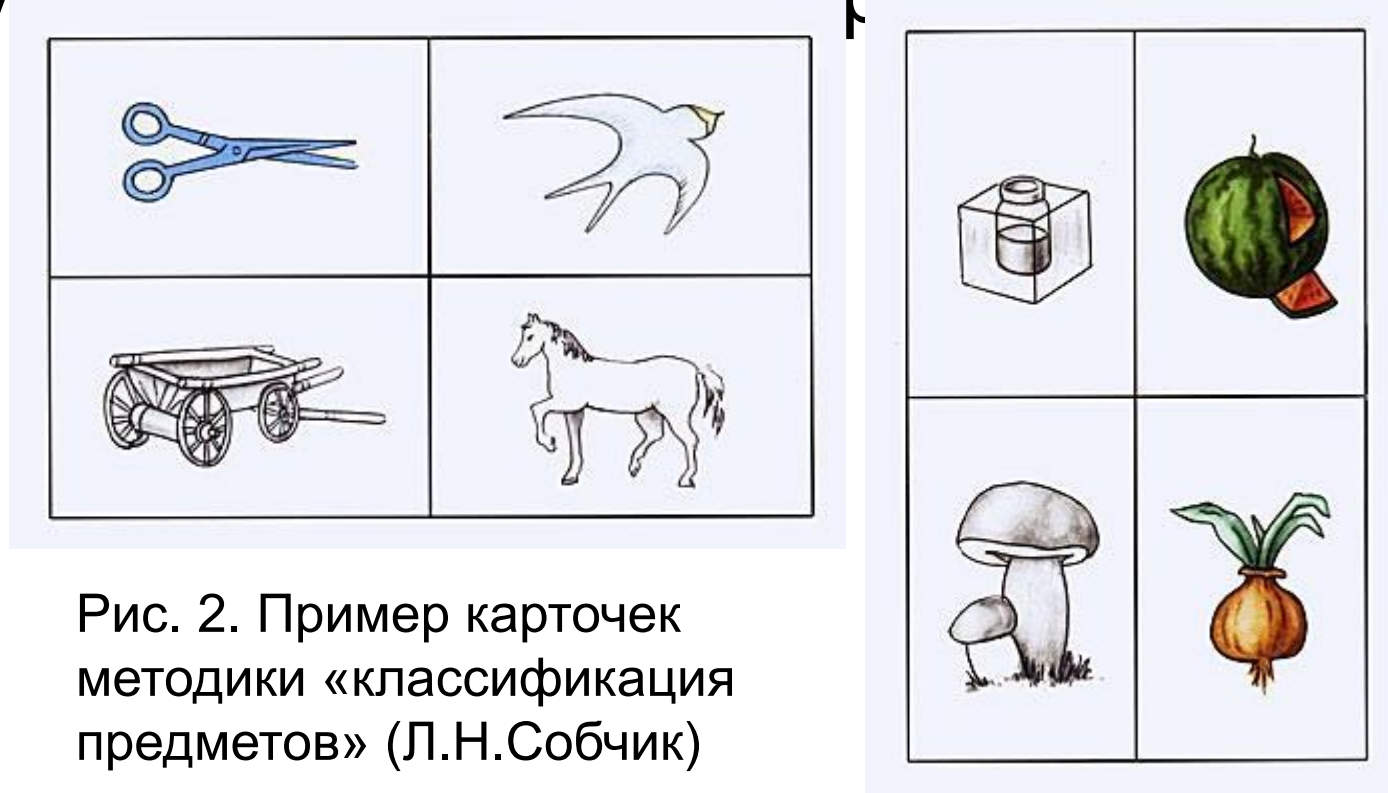 Рис. 2. Пример карточек
методики «классификация
предметов» (Л.Н.Собчик)